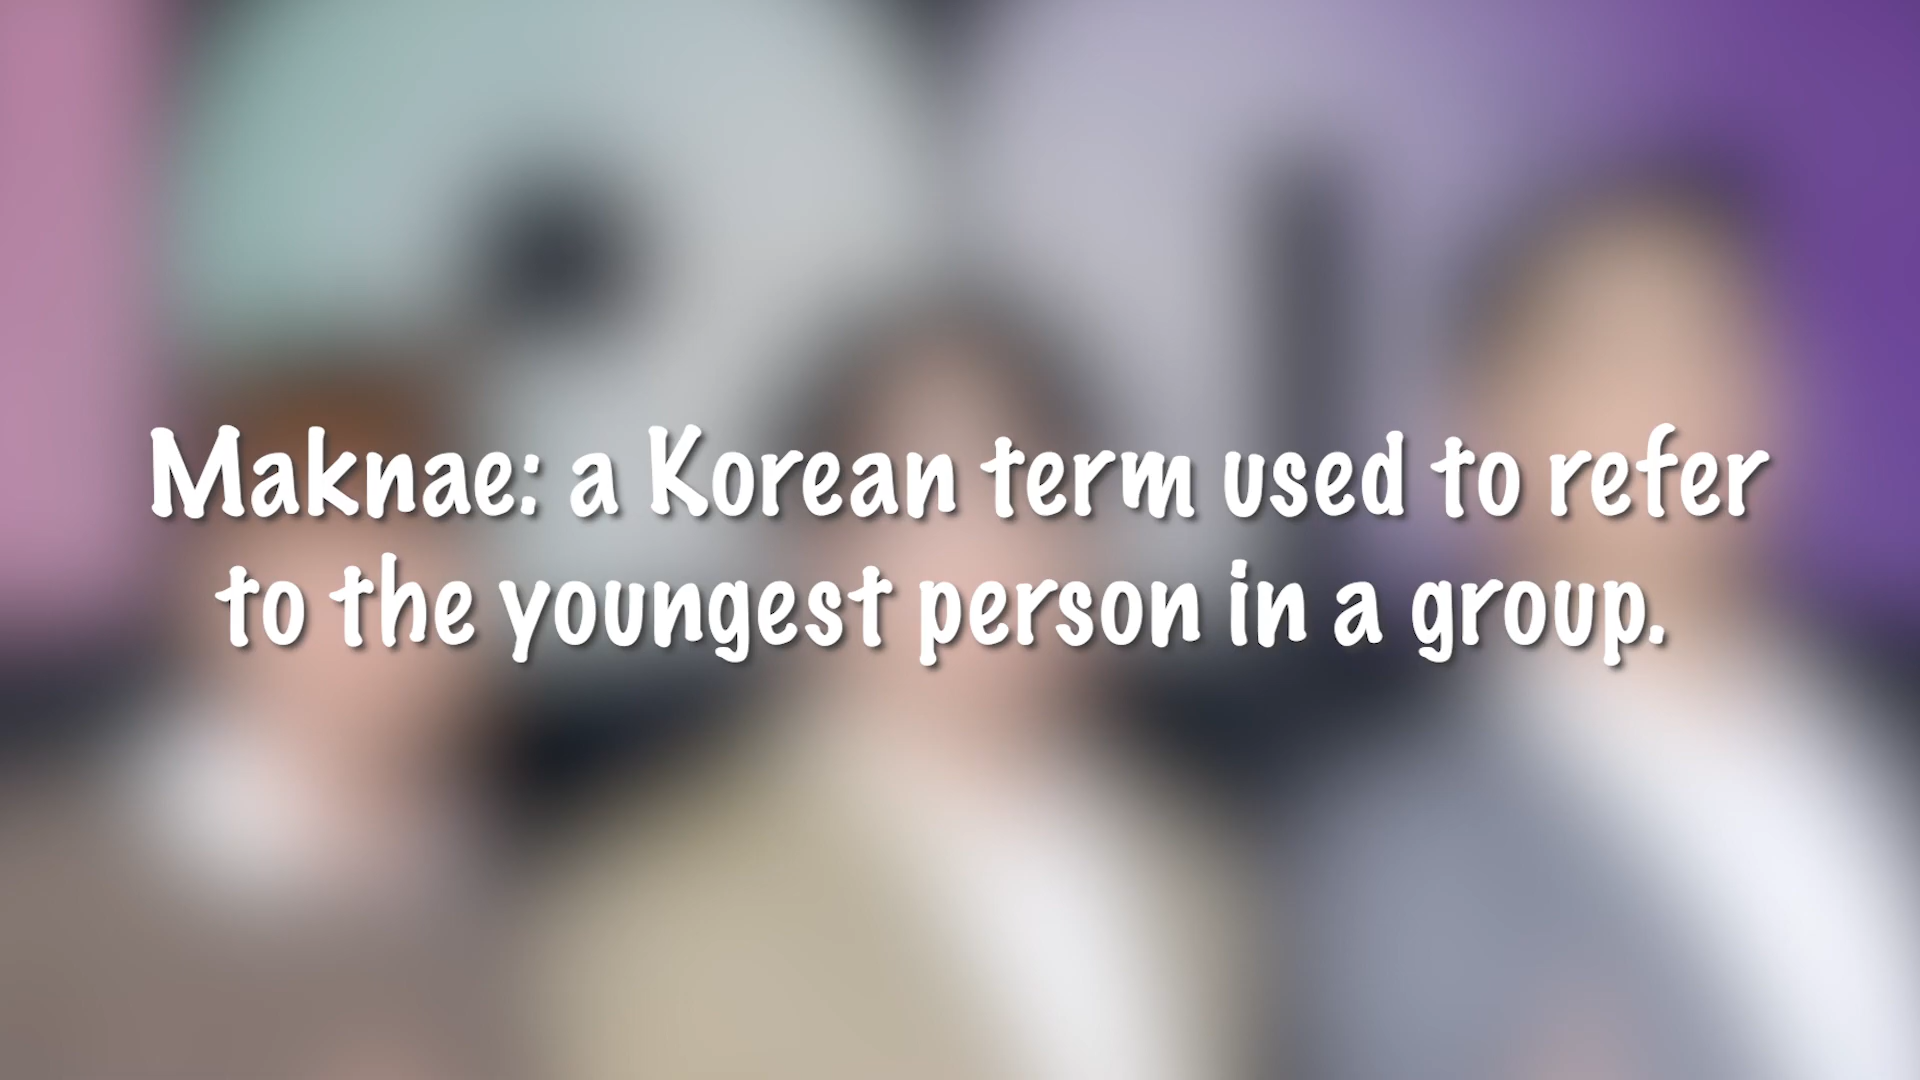 Maknae: a Korean term used to refer
to the youngest person in a group.